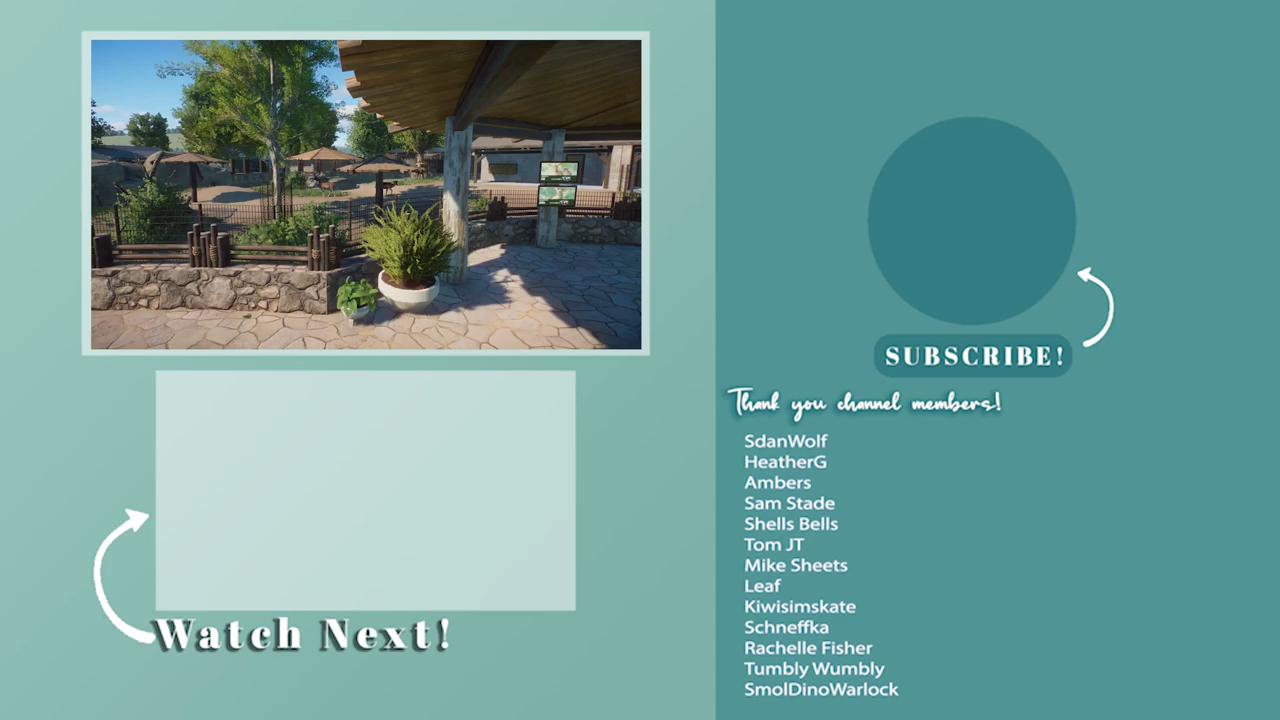 Watch Next!
SUBSCRIBE!
Thank you channel members!
SdanWolf
HeatherG
Ambers
Sam Stade
Shells Bells
Tom JT
Mike Sheets
Leaf
Kiwisimskate
Schneffka
Rachelle Fisher
Tumbly Wumbly
SmolDinoWarlock